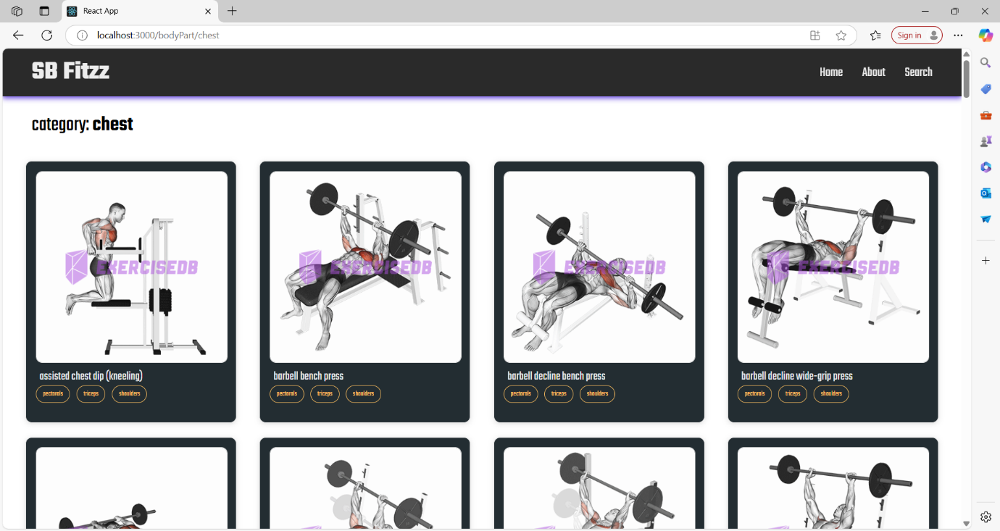 React App
localhost:3000/bodyPart/chest
Sign in
SB Fitzz
Home About Search
category: chest
EXERCISEDB EXERCISEDB EXERCISEDB EXERCISEDB
assisted chest dip (kneeling)
pectorals triceps shoulders
barbell bench press
pectorals triceps shoulders
barbell decline bench press
pectorals triceps shoulders
barbell decline wide-grip press
pectorals triceps shoulders